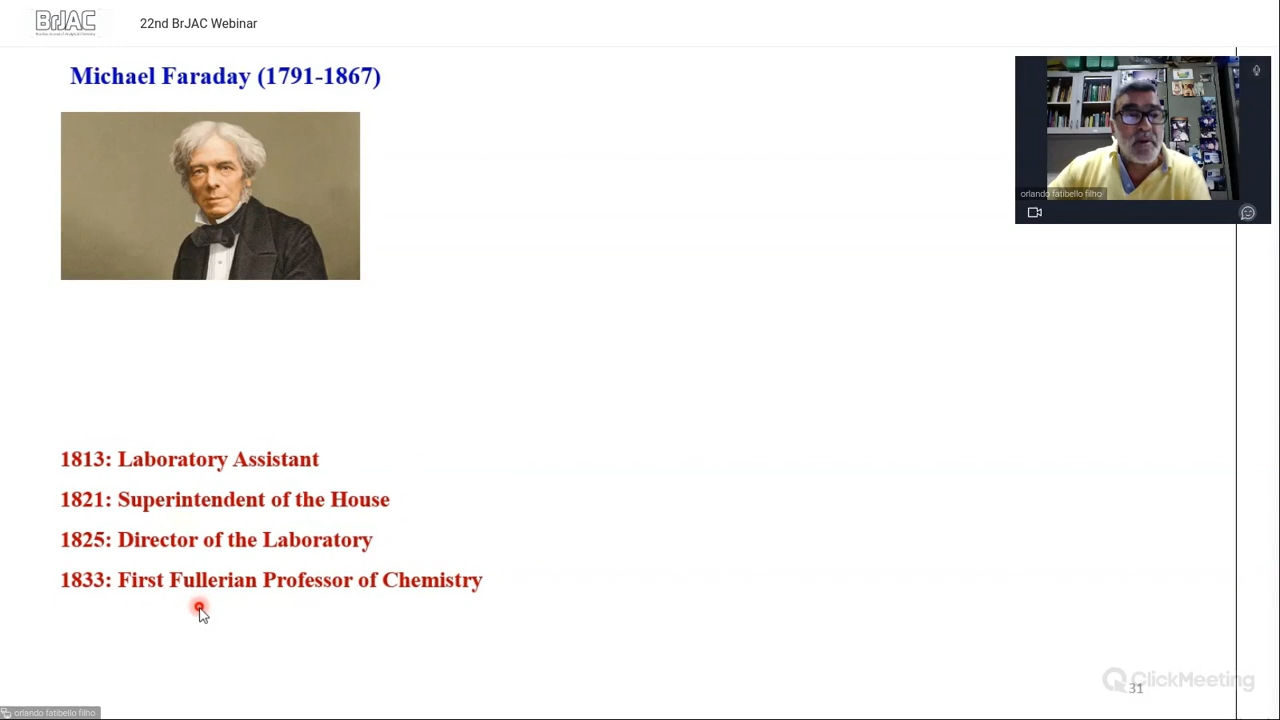 BrJAC
22nd BrJAC Webinar
Michael Faraday (1791-1867)
orlando fatibello filho
1813: Laboratory Assistant
1821: Superintendent of the House
1825: Director of the Laboratory
1833: First Fullerian Professor of Chemistry
ClickMeeting
31
orlando fatibello filho